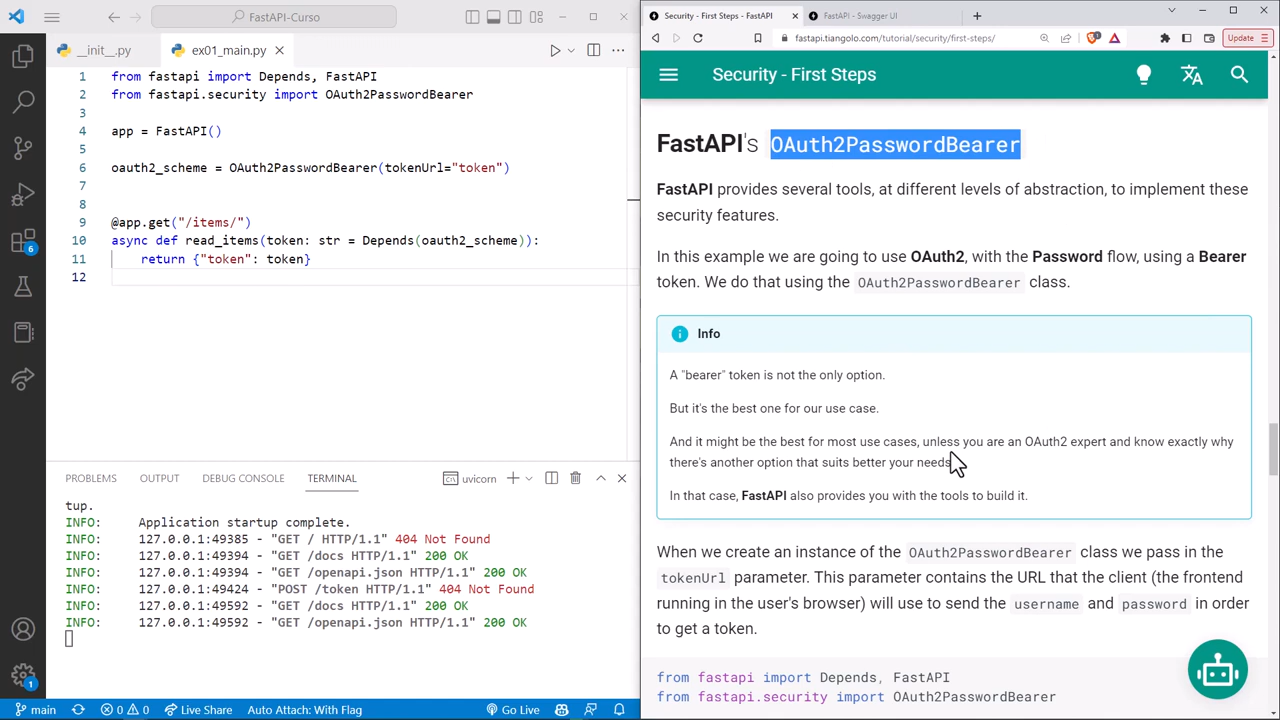 FastAPI-Curso
__init__.py
ex01_main.py
1 from fastapi import Depends, FastAPI
2 from fastapi.security import OAuth2PasswordBearer
3
4 app = FastAPI()
5
6 oauth2_scheme = OAuth2PasswordBearer(tokenUrl="token")
7
8
9 @app.get("/items/")
10 async def read_items(token: str = Depends(oauth2_scheme)):
11 return {"token": token}
12
6
PROBLEMS OUTPUT DEBUG CONSOLE TERMINAL uvicorn
tup.
INFO: Application startup complete.
INFO: 127.0.0.1:49385 - "GET / HTTP/1.1" 404 Not Found
INFO: 127.0.0.1:49394 - "GET /docs HTTP/1.1" 200 OK
INFO: 127.0.0.1:49394 - "GET /openapi.json HTTP/1.1" 200 OK
INFO: 127.0.0.1:49424 - "POST /token HTTP/1.1" 404 Not Found
INFO: 127.0.0.1:49592 - "GET /docs HTTP/1.1" 200 OK
INFO: 127.0.0.1:49592 - "GET /openapi.json HTTP/1.1" 200 OK
1
main 0 0 Live Share Auto Attach: With Flag Go Live
Security - First Steps - FastAPI
FastAPI - Swagger UI
fastapi.tiangolo.com/tutorial/security/first-steps/
Update
Security - First Steps
FastAPI's OAuth2PasswordBearer
FastAPI provides several tools, at different levels of abstraction, to implement these
security features.
In this example we are going to use OAuth2, with the Password flow, using a Bearer
token. We do that using the OAuth2PasswordBearer class.
Info
A "bearer" token is not the only option.
But it's the best one for our use case.
And it might be the best for most use cases, unless you are an OAuth2 expert and know exactly why
there's another option that suits better your needs
In that case, FastAPI also provides you with the tools to build it.
When we create an instance of the OAuth2PasswordBearer class we pass in the
tokenUrl parameter. This parameter contains the URL that the client (the frontend
running in the user's browser) will use to send the username and password in order
to get a token.
from fastapi import Depends, FastAPI
from fastapi.security import OAuth2PasswordBearer